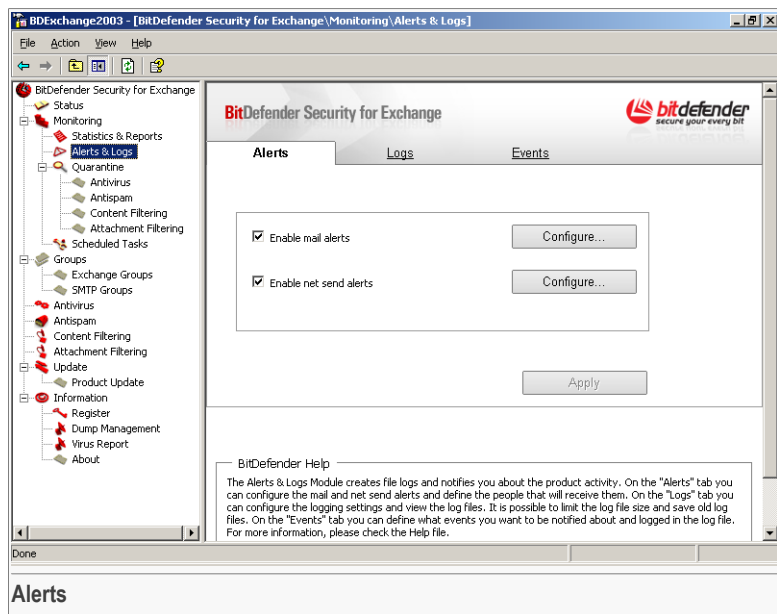 BDExchange2003 - [BitDefender Security for Exchange\Monitoring\Alerts & Logs]
File Action View Help
BitDefender Security for Exchange
Status
Monitoring
Statistics & Reports
Alerts & Logs
Quarantine
Antivirus
Antispam
Content Filtering
Attachment Filtering
Scheduled Tasks
Groups
Exchange Groups
SMTP Groups
Antivirus
Antispam
Content Filtering
Attachment Filtering
Update
Product Update
Information
Register
Dump Management
Virus Report
About
BitDefender Security for Exchange
bitdefender
secure your every bit
Alerts Logs Events
Enable mail alerts Configure...
Enable net send alerts Configure...
Apply
BitDefender Help
The Alerts & Logs Module creates file logs and notifies you about the product activity. On the "Alerts" tab you
can configure the mail and net send alerts and define the people that will receive them. On the "Logs" tab you
can configure the logging settings and view the log files. It is possible to limit the log file size and save old log
files. On the "Events" tab you can define what events you want to be notified about and logged in the log file.
For more information, please check the Help file.
Done
Alerts